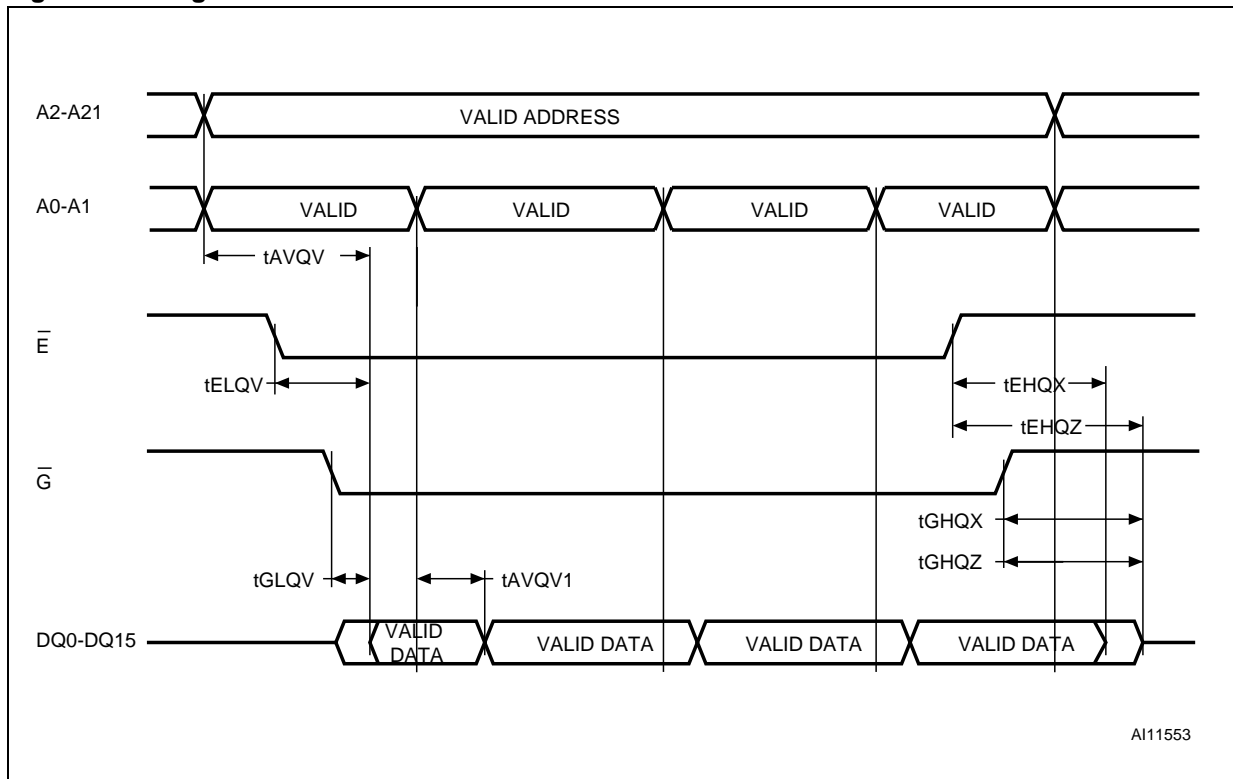 A2-A21
VALID ADDRESS
A0-A1
VALID
VALID
VALID
VALID
tAVQV
E
tELQV
tEHQX
tEHQZ
G
tGHQX
tGHQZ
tGLQV
tAVQV1
DQ0-DQ15
VALID
DATA
VALID DATA
VALID DATA
VALID DATA
AI11553